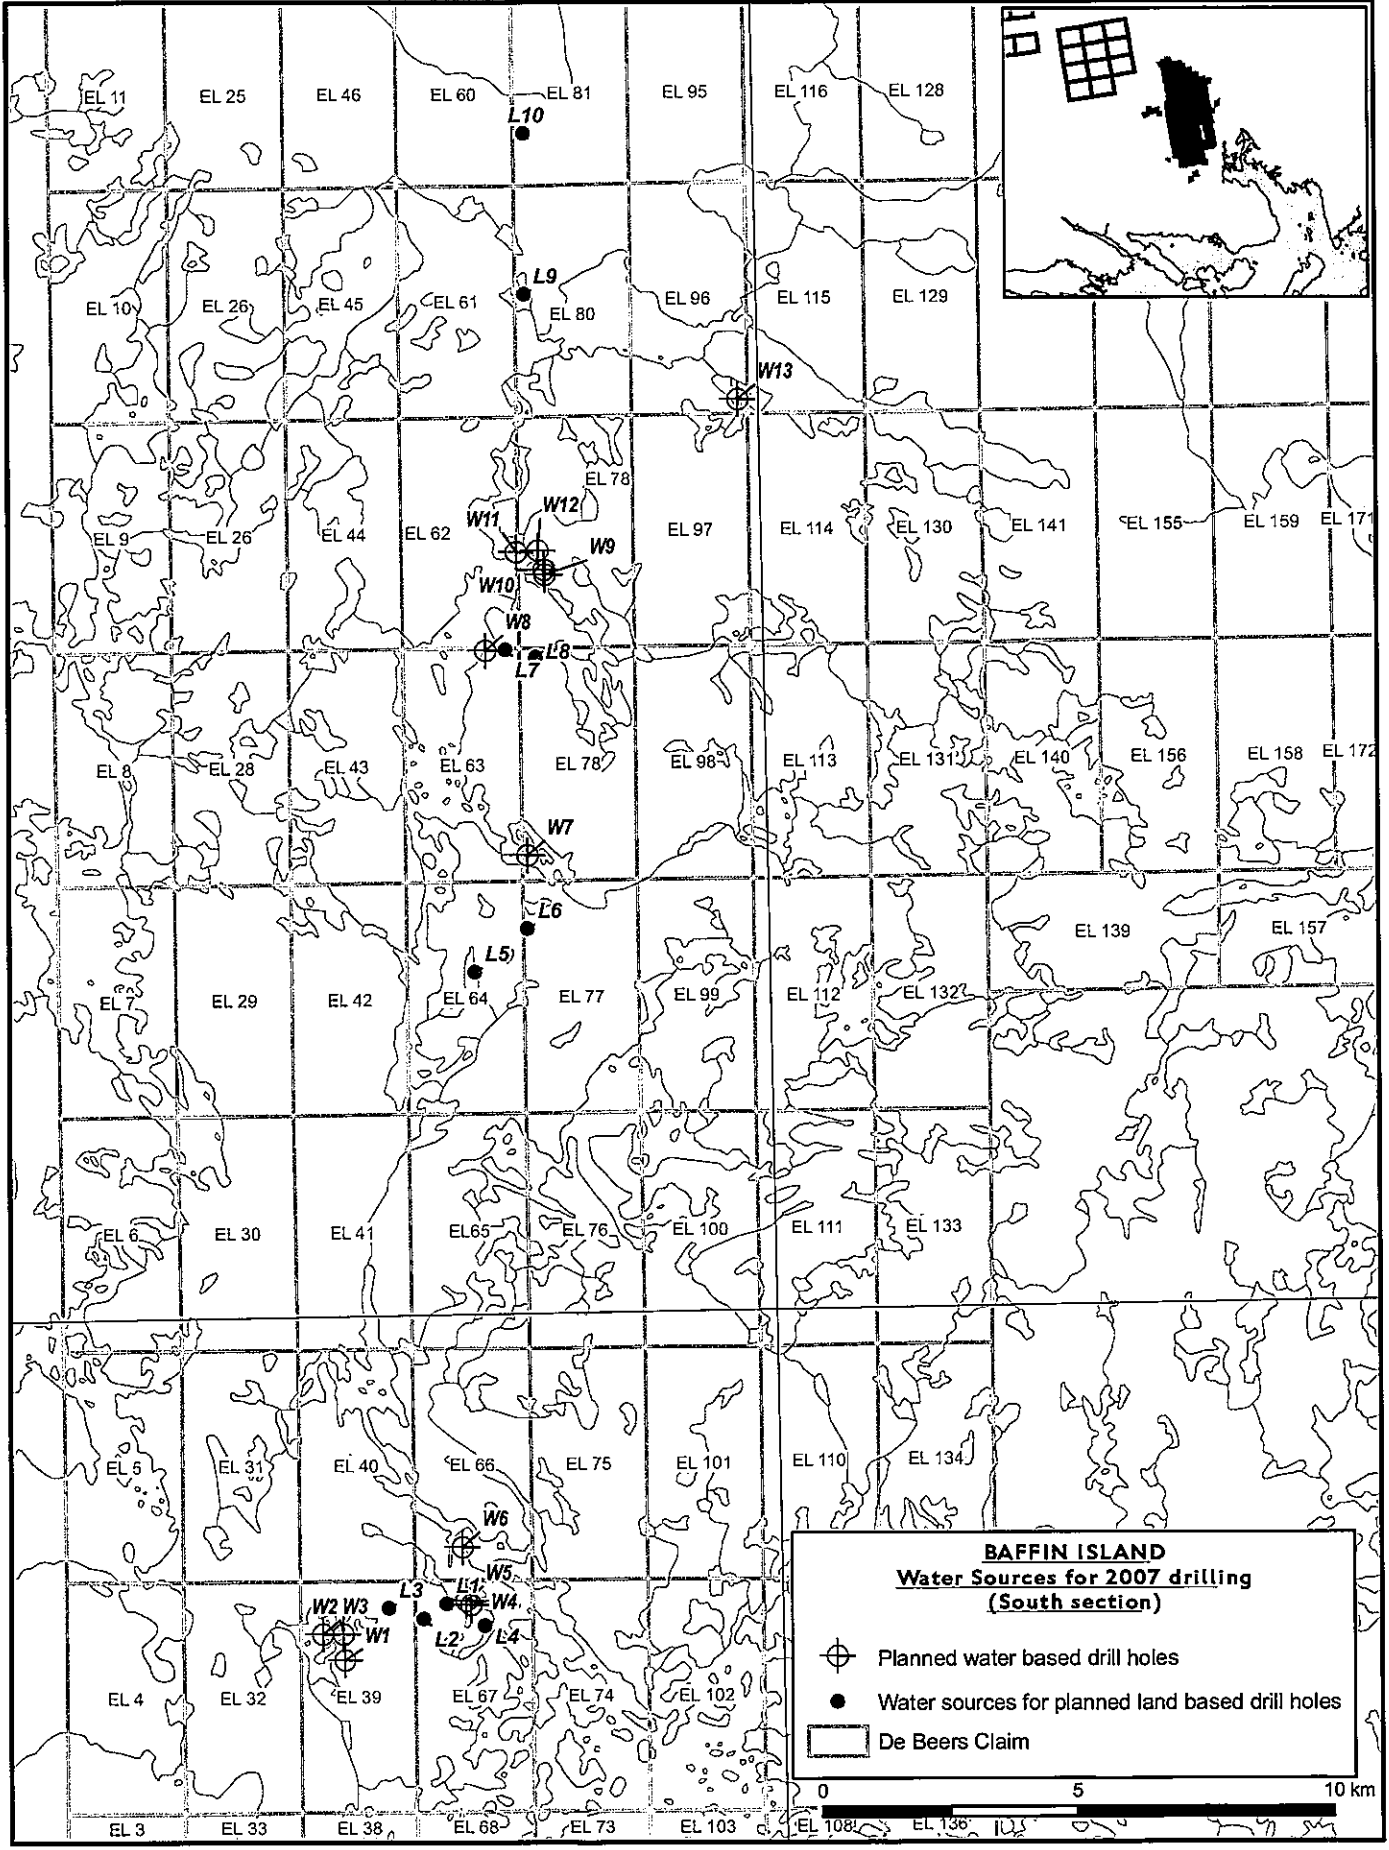 EL 11 EL 25 EL 46 EL 60 EL 81 EL 95 EL 116 EL 128
L10
L9
EL 10 EL 26 EL 45 EL 61 EL 80 EL 96 EL 115 EL 129
W13
EL 78
W11 W12
EL 9 EL 26 EL 44 EL 62 EL 97 EL 114 EL 130 EL 141 EL 155 EL 159 EL 171
W9
W10
W8
L8
L7
EL 8 EL 28 EL 43 EL 63 EL 78 EL 98 EL 113 EL 131 EL 140 EL 156 EL 158 EL 172
W7
L6
EL 139 EL 157
L5
EL 7 EL 29 EL 42 EL 64 EL 77 EL 99 EL 112 EL 132
EL 6 EL 30 EL 41 EL65 EL 76 EL 100 EL 111 EL 133
EL 5 EL 31 EL 40 EL 66 EL 75 EL 101 EL 110 EL 134
W6
W5
L3 L1 W4
W2 W3
W1 L2 L4
EL 4 EL 32 EL 39 EL 67 EL 74 EL 102
BAFFIN ISLAND
Water Sources for 2007 drilling
(South section)
Planned water based drill holes
Water sources for planned land based drill holes
De Beers Claim
0 5 10 km
EL 3 EL 33 EL 38 EL 68 EL 73 EL 103 EL 108 EL 136